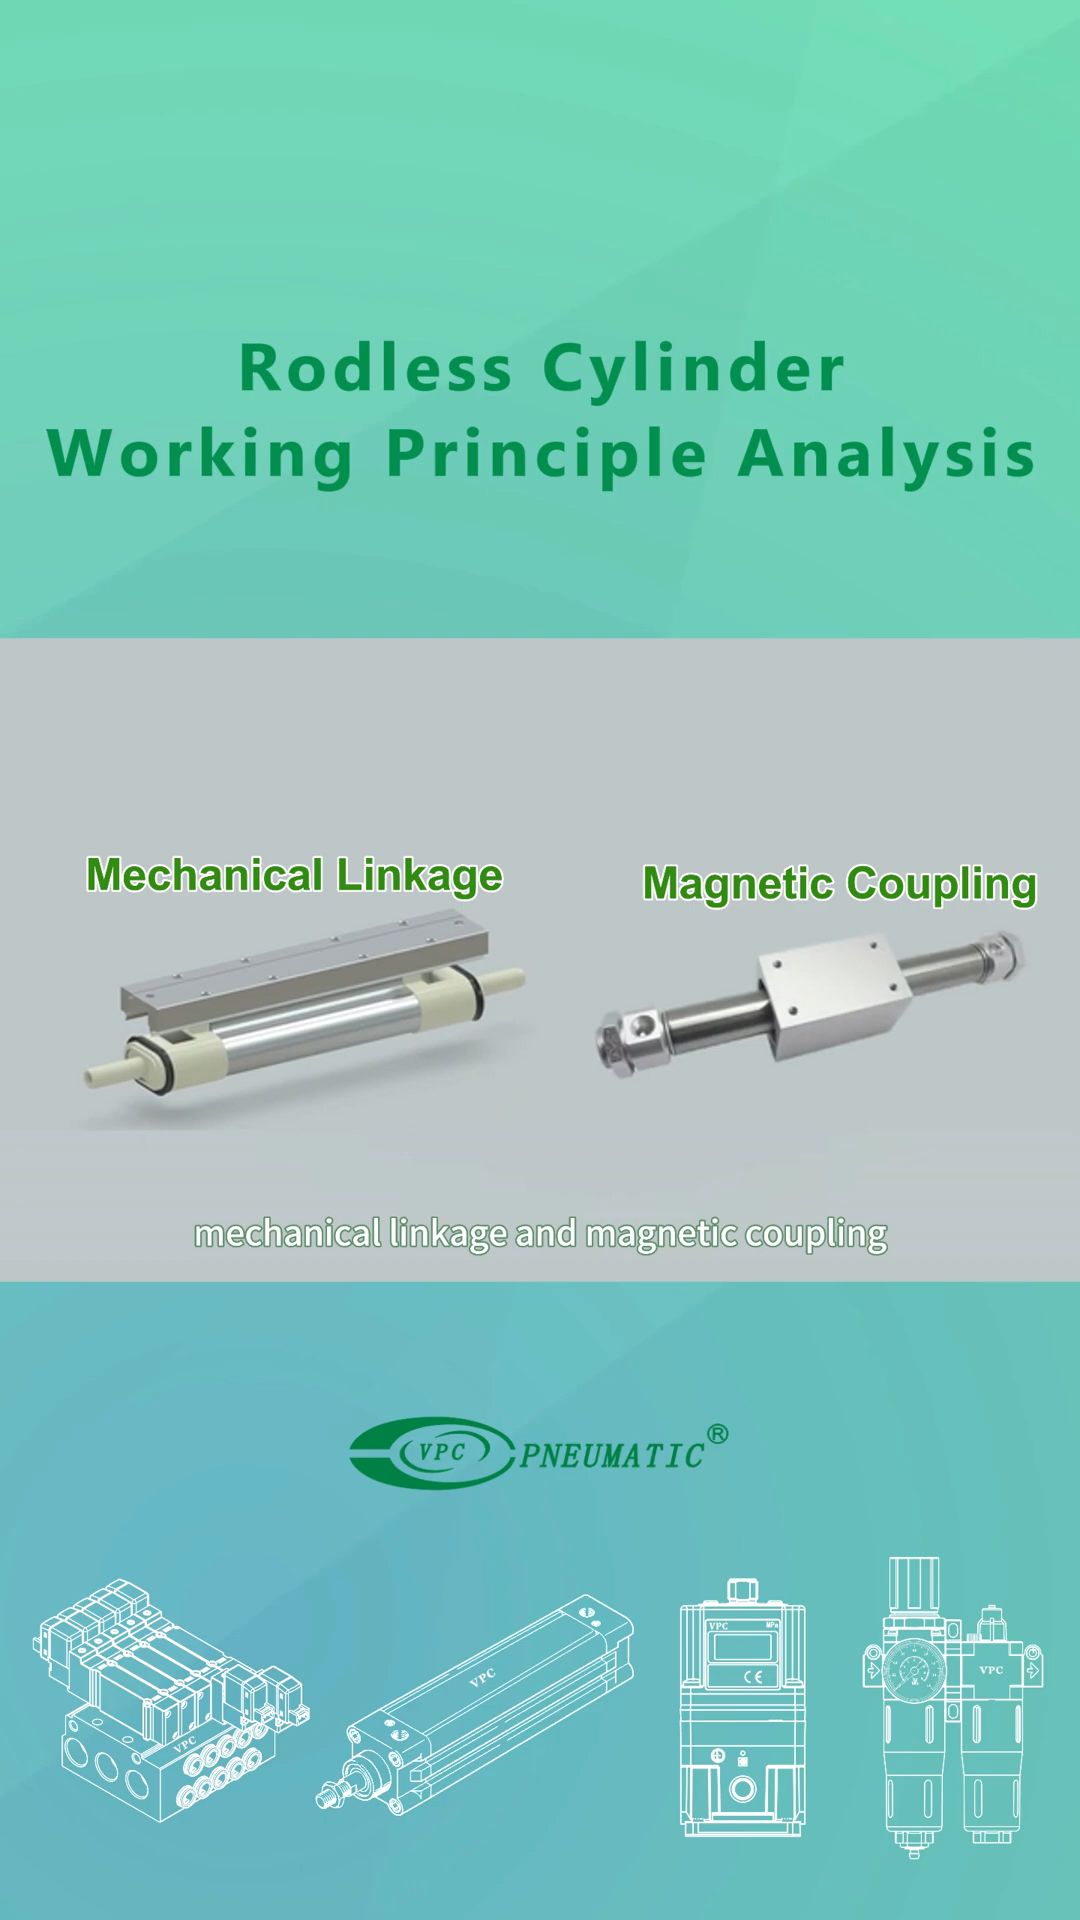 Rodless Cylinder
Working Principle Analysis
Mechanical Linkage
Magnetic Coupling
mechanical linkage and magnetic coupling
VPC PNEUMATIC®
VPC
VPC
VPC MPa
CE
VPC